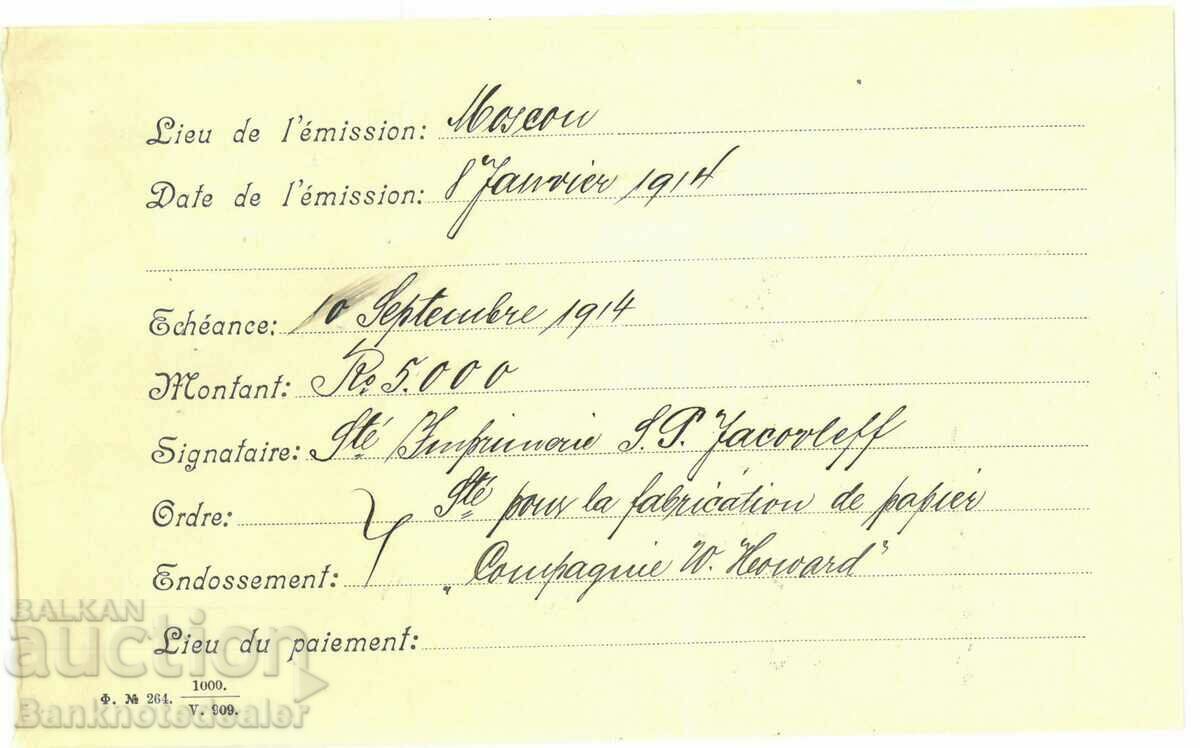 Lieu de l'émission: Moscou
Date de l'émission: 8 Janvier 1914
Echéance: 10 Septembre 1914
Montant: Ro 5.000
Signataire: Sté Imprimerie S. P. Jacovleff
Ordre: Sté pour la fabrication de papier
Endossement: „Compagnie W. Howard"
Lieu du paiement:
Ф. № 264. 1000.
V. 909.
BALKAN
auction
Banknotedealer